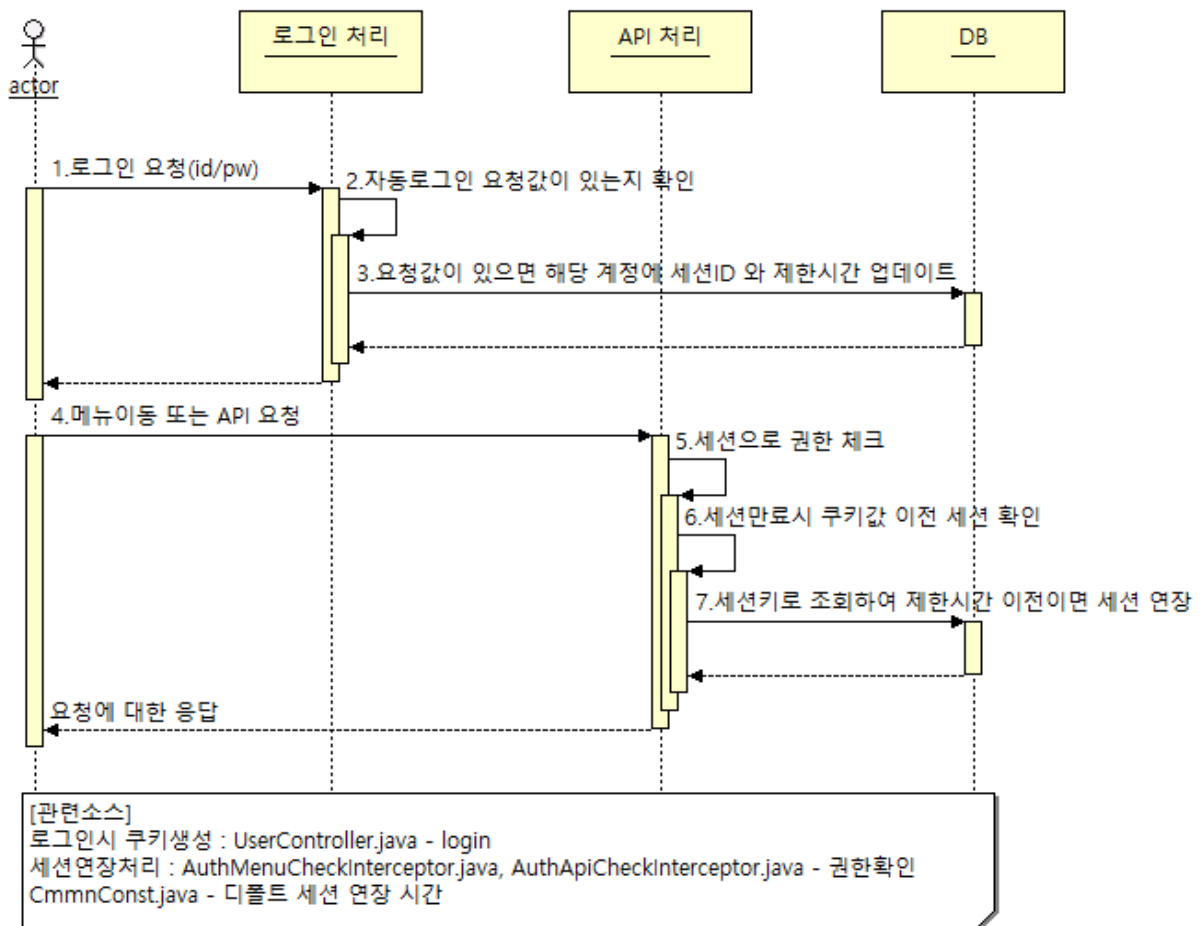 로그인 처리
API 처리
DB
actor
1.로그인 요청(id/pw)
2.자동로그인 요청값이 있는지 확인
3.요청값이 있으면 해당 계정에 세션ID 와 제한시간 업데이트
4.메뉴이동 또는 API 요청
5.세션으로 권한 체크
6.세션만료시 쿠키값 이전 세션 확인
7.세션키로 조회하여 제한시간 이전이면 세션 연장
요청에 대한 응답
[관련소스]
로그인시 쿠키생성 : UserController.java - login
세션연장처리 : AuthMenuCheckInterceptor.java, AuthApiCheckInterceptor.java - 권한확인
CmmnConst.java - 디폴트 세션 연장 시간